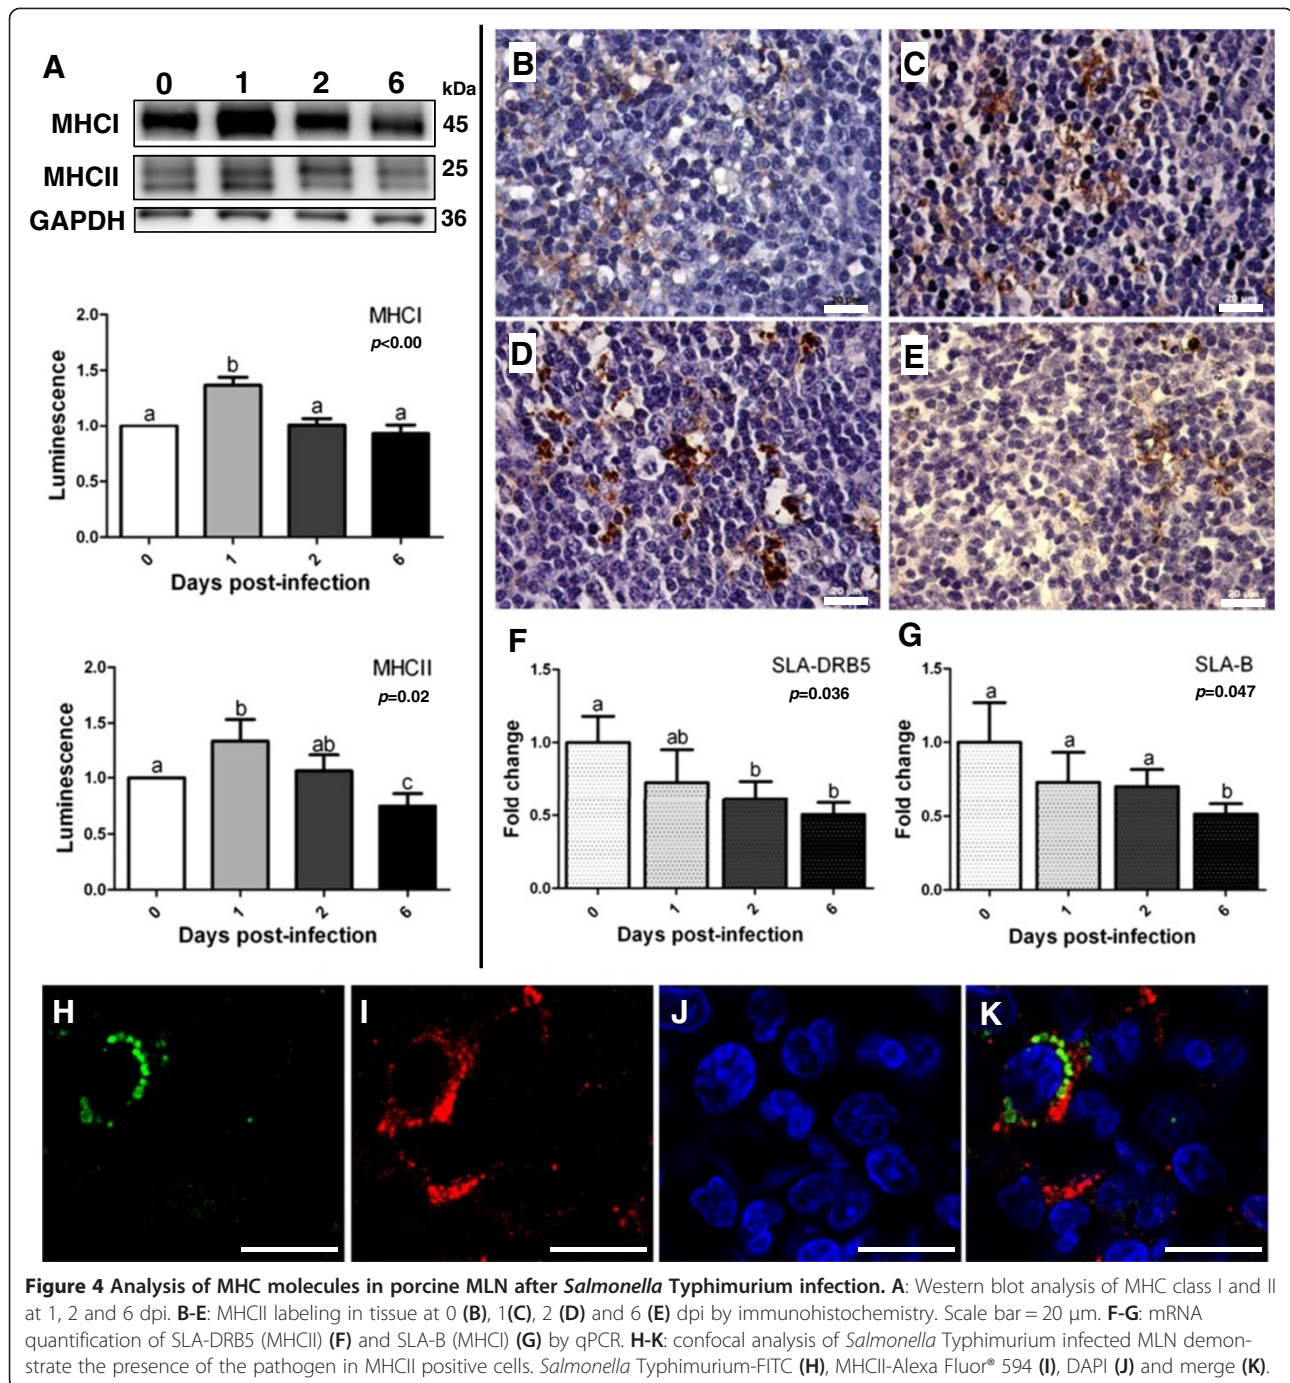 A
0 1 2 6 kDa
MHCI 45
MHCII 25
GAPDH 36
MHCI
p<0.00
2.0
1.5
1.0
0.5
0.0
Luminescence
a b a a
0 1 2 6
Days post-infection
MHCII
p=0.02
2.0
1.5
1.0
0.5
0.0
Luminescence
a b ab c
0 1 2 6
Days post-infection
B
20 µm
C
20 µm
D
20 µm
E
20 µm
F
SLA-DRB5
p=0.036
1.5
1.0
0.5
0.0
Fold change
a ab b b
0 1 2 6
Days post-infection
G
SLA-B
p=0.047
1.5
1.0
0.5
0.0
Fold change
a a a b
0 1 2 6
Days post-infection
H I J K
Figure 4 Analysis of MHC molecules in porcine MLN after Salmonella Typhimurium infection. A: Western blot analysis of MHC class I and II
at 1, 2 and 6 dpi. B-E: MHCII labeling in tissue at 0 (B), 1(C), 2 (D) and 6 (E) dpi by immunohistochemistry. Scale bar = 20 μm. F-G: mRNA
quantification of SLA-DRB5 (MHCII) (F) and SLA-B (MHCI) (G) by qPCR. H-K: confocal analysis of Salmonella Typhimurium infected MLN demon-
strate the presence of the pathogen in MHCII positive cells. Salmonella Typhimurium-FITC (H), MHCII-Alexa Fluor® 594 (I), DAPI (J) and merge (K).